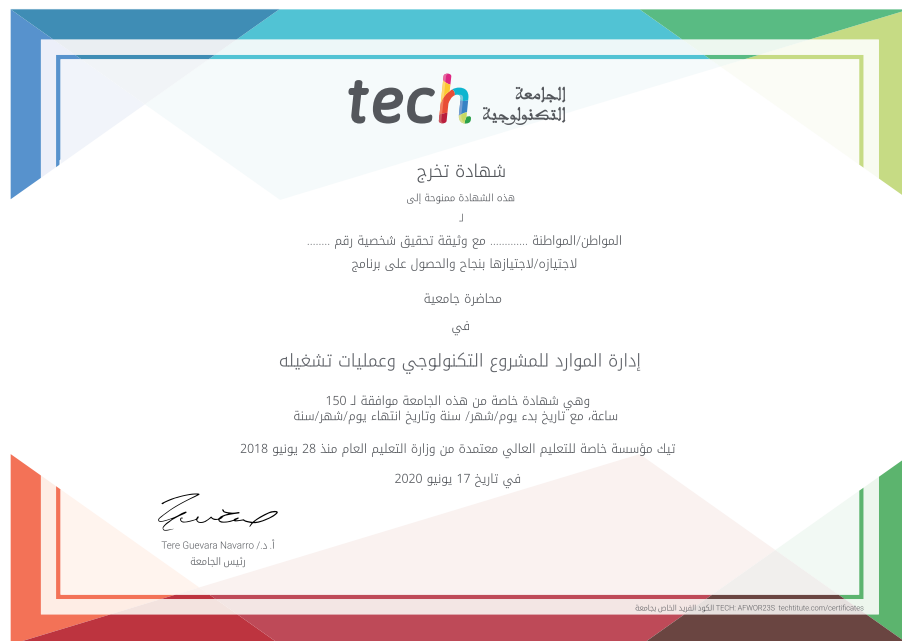 tech الجامعة
التكنولوجية
شهادة تخرج
هذه الشهادة ممنوحة إلى
لـ
المواطن/المواطنة ............. مع وثيقة تحقيق شخصية رقم ........
لاجتيازه/لاجتيازها بنجاح والحصول على برنامج
محاضرة جامعية
في
إدارة الموارد للمشروع التكنولوجي وعمليات تشغيله
وهي شهادة خاصة من هذه الجامعة موافقة لـ 150
ساعة، مع تاريخ بدء يوم/شهر/ سنة وتاريخ انتهاء يوم/شهر/سنة
تيك مؤسسة خاصة للتعليم العالي معتمدة من وزارة التعليم العام منذ 28 يونيو 2018
في تاريخ 17 يونيو 2020
أ. د./ Tere Guevara Navarro
رئيس الجامعة
الكود الفريد الخاص بجامعة TECH: AFWOR23S techtitute.com/certificates